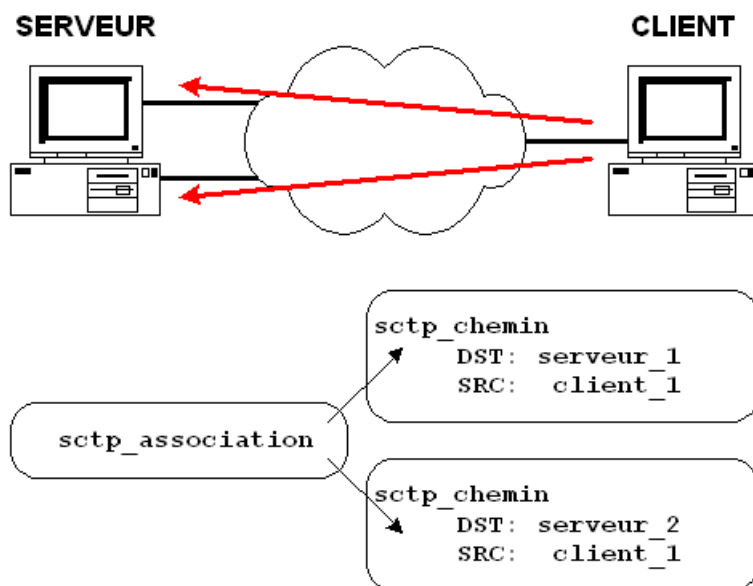 SERVEUR
CLIENT
sctp_chemin
DST: serveur_1
SRC: client_1
sctp_association
sctp_chemin
DST: serveur_2
SRC: client_1